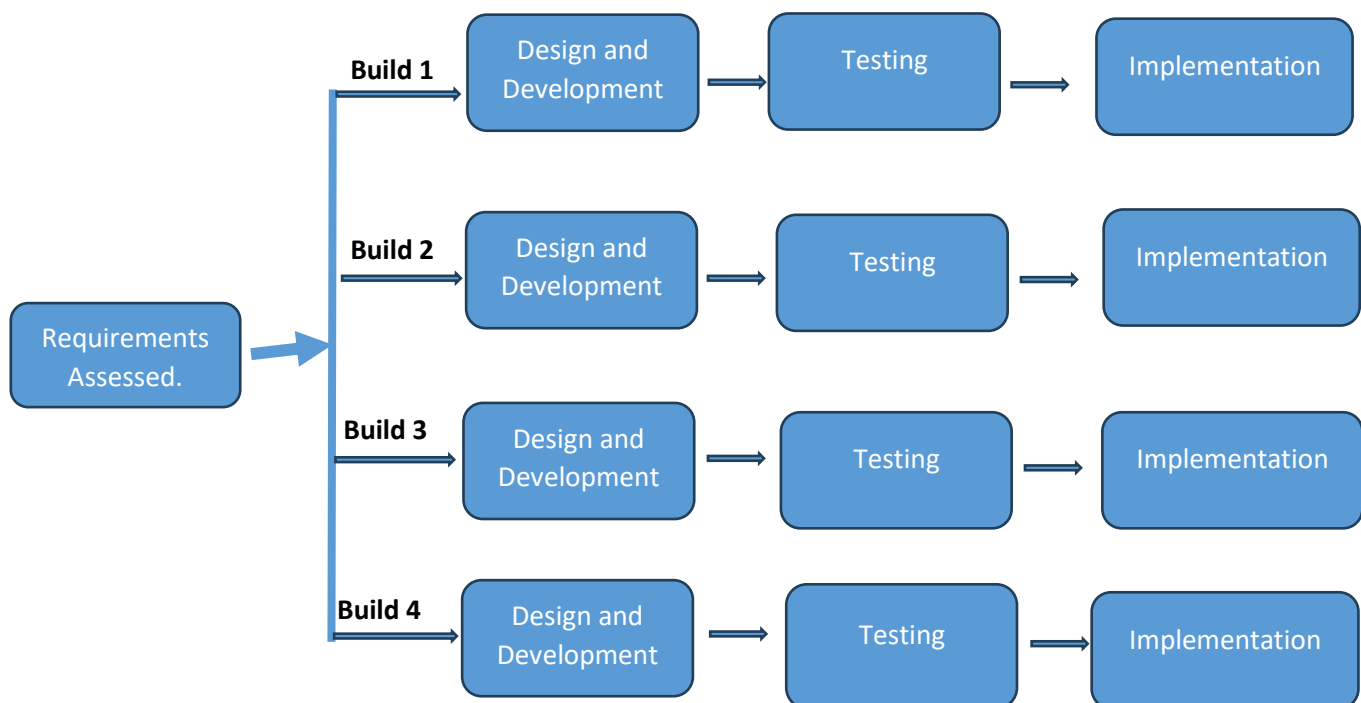 Build 1
Design and
Development
Testing
Implementation
Build 2
Design and
Development
Testing
Implementation
Requirements
Assessed.
Build 3
Design and
Development
Testing
Implementation
Build 4
Design and
Development
Testing
Implementation